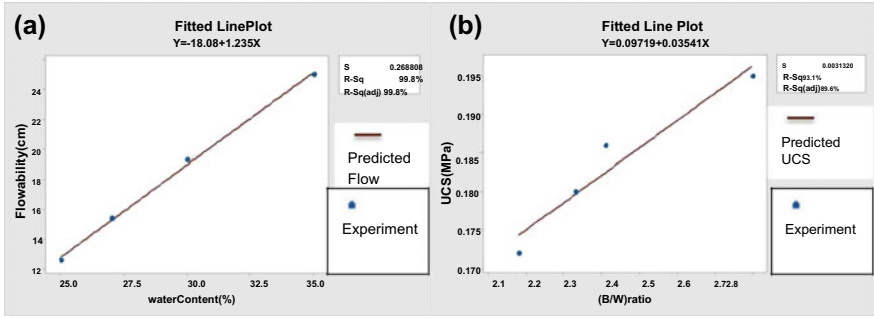 (a)
Fitted LinePlot
Y=-18.08+1.235X
S 0.268808
R-Sq 99.8%
R-Sq(adj) 99.8%
Predicted
Flow
Experiment
Flowability(cm)
24
22
20
18
16
14
12
25.0 27.5 30.0 32.5 35.0
waterContent(%)
(b)
Fitted Line Plot
Y=0.09719+0.03541X
S 0.0031320
R-Sq93.1%
R-Sq(adj)89.6%
Predicted
UCS
Experiment
UCS(MPa)
0.195
0.190
0.185
0.180
0.175
0.170
2.1 2.2 2.3 2.4 2.5 2.6 2.72.8
(B/W)ratio